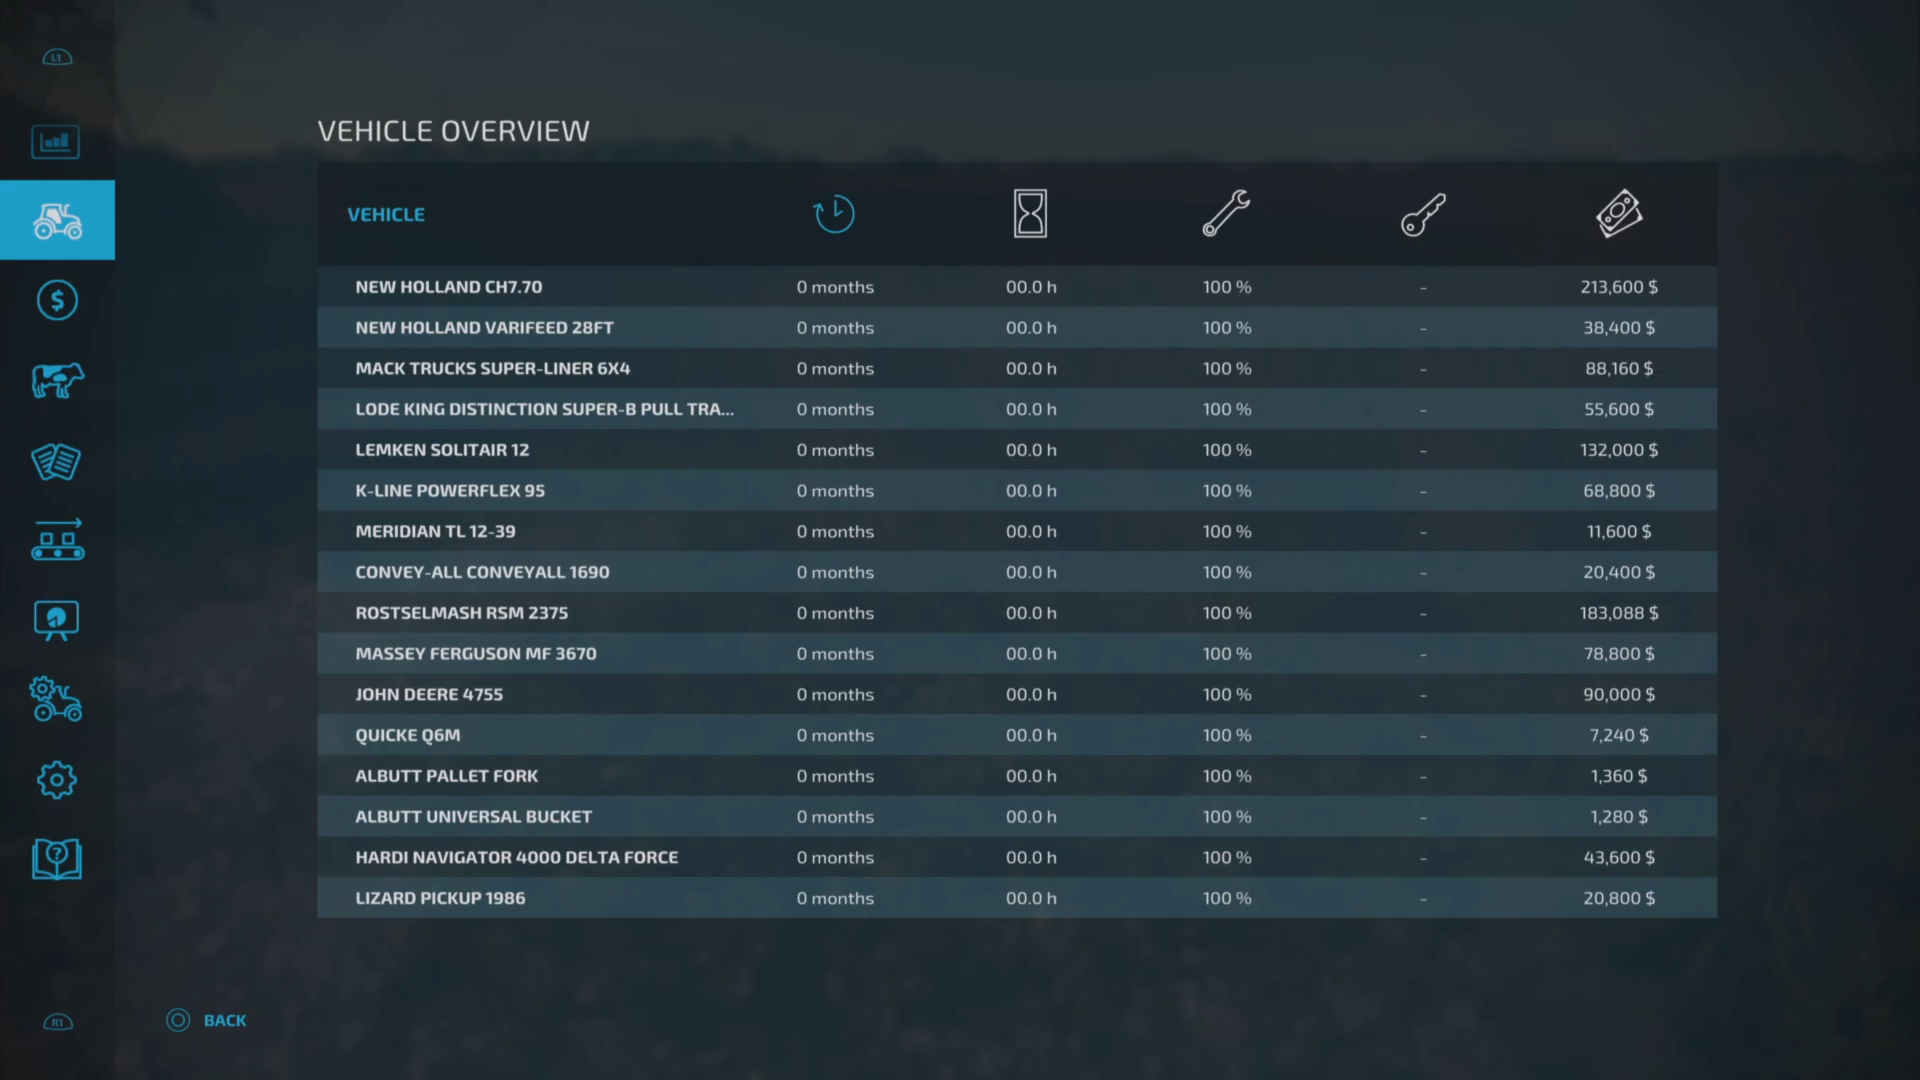 L1
VEHICLE OVERVIEW
VEHICLE
NEW HOLLAND CH7.70 0 months 00.0 h 100 % - 213,600 $
NEW HOLLAND VARIFEED 28FT 0 months 00.0 h 100 % - 38,400 $
MACK TRUCKS SUPER-LINER 6X4 0 months 00.0 h 100 % - 88,160 $
LODE KING DISTINCTION SUPER-B PULL TRA... 0 months 00.0 h 100 % - 55,600 $
LEMKEN SOLITAIR 12 0 months 00.0 h 100 % - 132,000 $
K-LINE POWERFLEX 95 0 months 00.0 h 100 % - 68,800 $
MERIDIAN TL 12-39 0 months 00.0 h 100 % - 11,600 $
CONVEY-ALL CONVEYALL 1690 0 months 00.0 h 100 % - 20,400 $
ROSTSELMASH RSM 2375 0 months 00.0 h 100 % - 183,088 $
MASSEY FERGUSON MF 3670 0 months 00.0 h 100 % - 78,800 $
JOHN DEERE 4755 0 months 00.0 h 100 % - 90,000 $
QUICKE Q6M 0 months 00.0 h 100 % - 7,240 $
ALBUTT PALLET FORK 0 months 00.0 h 100 % - 1,360 $
ALBUTT UNIVERSAL BUCKET 0 months 00.0 h 100 % - 1,280 $
HARDI NAVIGATOR 4000 DELTA FORCE 0 months 00.0 h 100 % - 43,600 $
LIZARD PICKUP 1986 0 months 00.0 h 100 % - 20,800 $
R1
BACK